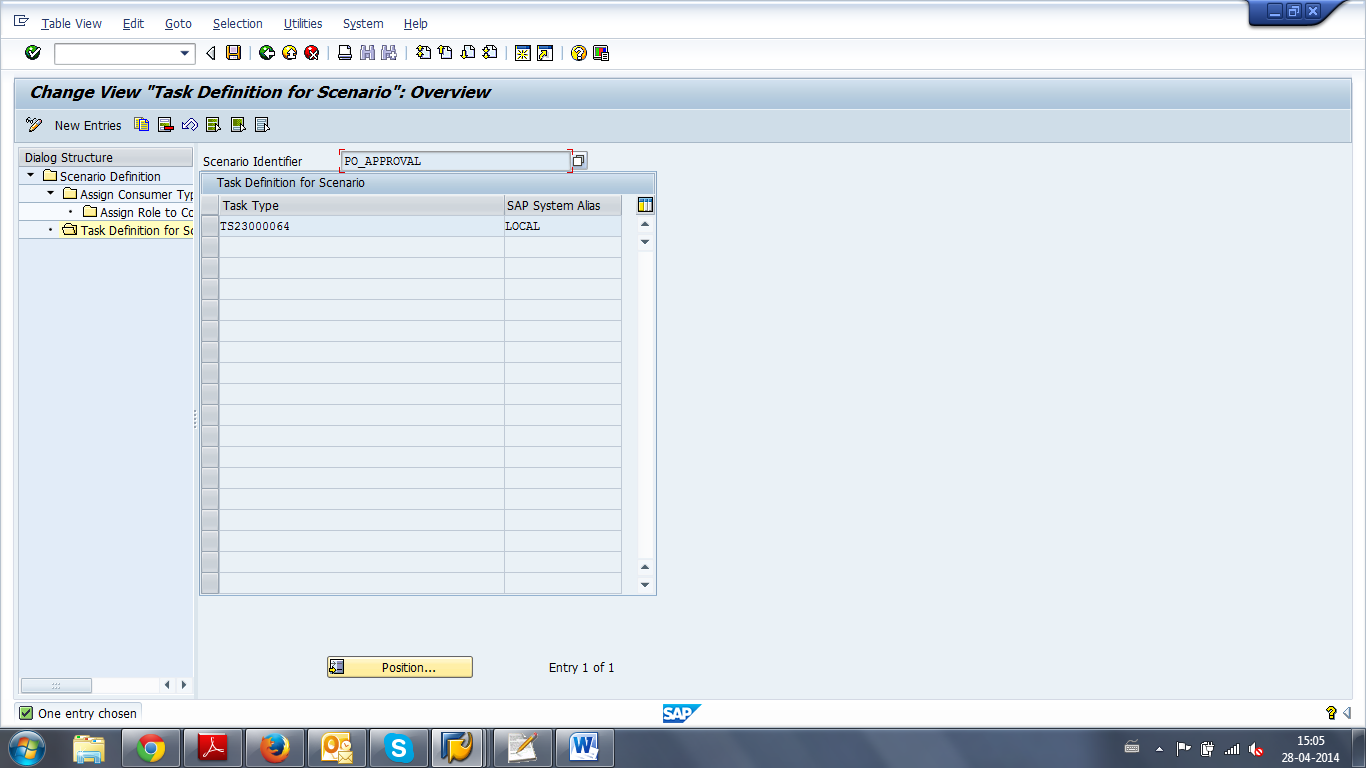 Table View Edit Goto Selection Utilities System Help
Change View "Task Definition for Scenario": Overview
New Entries
Dialog Structure
Scenario Definition
Assign Consumer Typ
Assign Role to Co
Task Definition for Sc
Scenario Identifier PO_APPROVAL
Task Definition for Scenario
Task Type SAP System Alias
TS23000064 LOCAL
Position... Entry 1 of 1
One entry chosen
SAP
15:05
28-04-2014